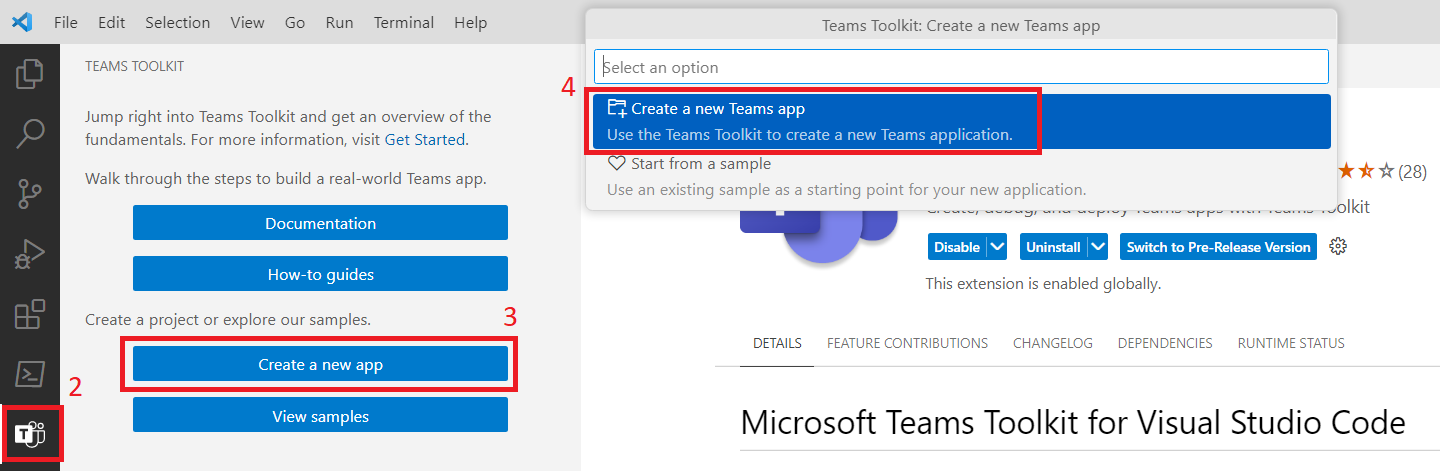 File Edit Selection View Go Run Terminal Help
TEAMS TOOLKIT
Jump right into Teams Toolkit and get an overview of the
fundamentals. For more information, visit Get Started.
Walk through the steps to build a real-world Teams app.
Documentation
How-to guides
Create a project or explore our samples.
3
Create a new app
2
View samples
Teams Toolkit: Create a new Teams app
Select an option
4
Create a new Teams app
Use the Teams Toolkit to create a new Teams application.
Start from a sample
Use an existing sample as a starting point for your new application.
(28)
Create, debug, and deploy Teams apps with Teams Toolkit
Disable Uninstall Switch to Pre-Release Version
This extension is enabled globally.
DETAILS FEATURE CONTRIBUTIONS CHANGELOG DEPENDENCIES RUNTIME STATUS
Microsoft Teams Toolkit for Visual Studio Code